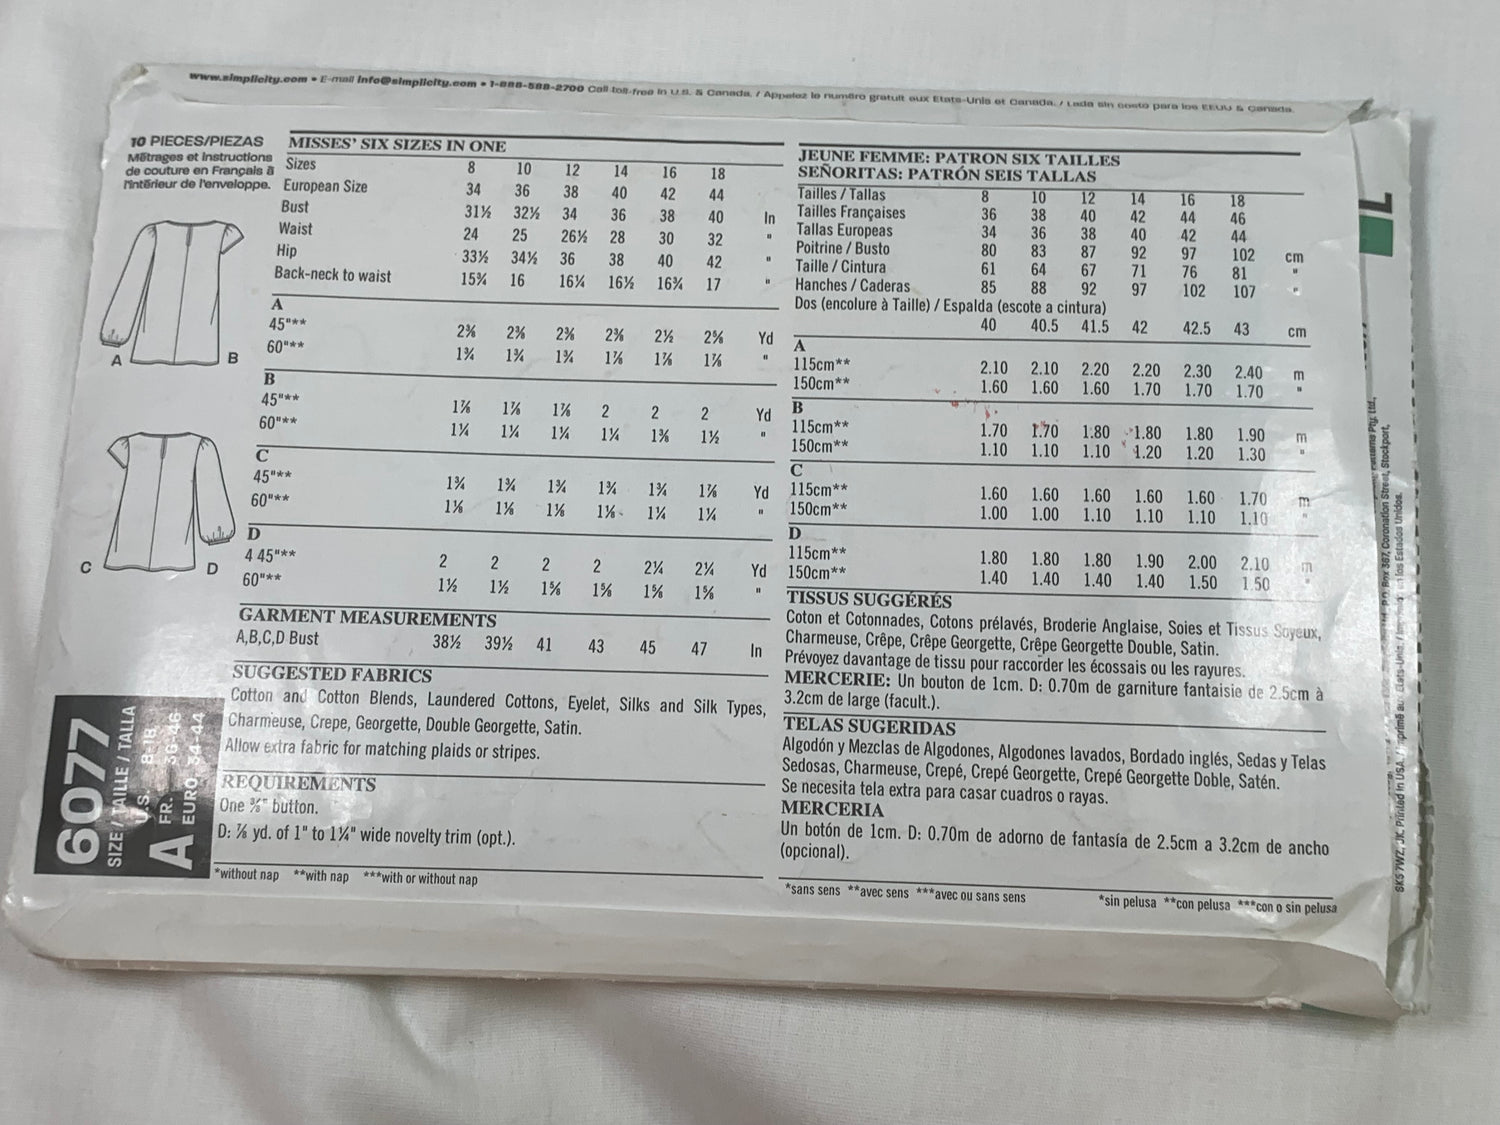 www.simplicity.com • E-mail info@simplicity.com • 1-888-588-2700 Call toll-free in U.S. & Canada. / Appelez le numéro gratuit aux Etats-Unis et Canada. / Lada sin costo para los EEUU & Canada.
10 PIECES/PIEZAS
Métrages et Instructions
de couture en Français à
l'intérieur de l'enveloppe.
A
B
C
D
MISSES' SIX SIZES IN ONE
Sizes 8 10 12 14 16 18
European Size 34 36 38 40 42 44
Bust 31½ 32½ 34 36 38 40 In
Waist 24 25 26½ 28 30 32 "
Hip 33½ 34½ 36 38 40 42 "
Back-neck to waist 15¾ 16 16¼ 16½ 16¾ 17 "
A
45"** 2⅜ 2⅜ 2⅜ 2⅜ 2½ 2⅝ Yd
60"** 1¾ 1¾ 1¾ 1⅞ 1⅞ 1⅞ "
B
45"** 1⅞ 1⅞ 1⅞ 2 2 2 Yd
60"** 1¼ 1¼ 1¼ 1¼ 1⅜ 1½ "
C
45"** 1¾ 1¾ 1¾ 1¾ 1¾ 1⅞ Yd
60"** 1⅛ 1⅛ 1⅛ 1⅛ 1¼ 1¼ "
D
4 45"** 2 2 2 2 2¼ 2¼ Yd
60"** 1½ 1½ 1⅝ 1⅝ 1⅝ 1⅝ "
GARMENT MEASUREMENTS
A,B,C,D Bust 38½ 39½ 41 43 45 47 In
SUGGESTED FABRICS
Cotton and Cotton Blends, Laundered Cottons, Eyelet, Silks and Silk Types,
Charmeuse, Crepe, Georgette, Double Georgette, Satin.
Allow extra fabric for matching plaids or stripes.
REQUIREMENTS
One ⅜" button.
D: ⅞ yd. of 1" to 1¼" wide novelty trim (opt.).
*without nap **with nap ***with or without nap
6077
SIZE / TAILLE / TALLA
A
U.S. 8-18
FR. 36-46
EURO 34-44
JEUNE FEMME: PATRON SIX TAILLES
SEÑORITAS: PATRÓN SEIS TALLAS
Tailles / Tallas 8 10 12 14 16 18
Tailles Françaises 36 38 40 42 44 46
Tallas Europeas 34 36 38 40 42 44
Poitrine / Busto 80 83 87 92 97 102 cm
Taille / Cintura 61 64 67 71 76 81 "
Hanches / Caderas 85 88 92 97 102 107 "
Dos (encolure à Taille) / Espalda (escote a cintura)
40 40.5 41.5 42 42.5 43 cm
A
115cm** 2.10 2.10 2.20 2.20 2.30 2.40 m
150cm** 1.60 1.60 1.60 1.70 1.70 1.70 "
B
115cm** 1.70 1.70 1.80 1.80 1.80 1.90 m
150cm** 1.10 1.10 1.10 1.20 1.20 1.30 "
C
115cm** 1.60 1.60 1.60 1.60 1.60 1.70 m
150cm** 1.00 1.00 1.10 1.10 1.10 1.10 "
D
115cm** 1.80 1.80 1.80 1.90 2.00 2.10 m
150cm** 1.40 1.40 1.40 1.40 1.50 1.50 "
TISSUS SUGGÉRÉS
Coton et Cotonnades, Cotons prélavés, Broderie Anglaise, Soies et Tissus Soyeux,
Charmeuse, Crêpe, Crêpe Georgette, Crêpe Georgette Double, Satin.
Prévoyez davantage de tissu pour raccorder les écossais ou les rayures.
MERCERIE: Un bouton de 1cm. D: 0.70m de garniture fantaisie de 2.5cm à
3.2cm de large (facult.).
TELAS SUGERIDAS
Algodón y Mezclas de Algodones, Algodones lavados, Bordado inglés, Sedas y Telas
Sedosas, Charmeuse, Crepé, Crepé Georgette, Crepé Georgette Doble, Satén.
Se necesita tela extra para casar cuadros o rayas.
MERCERIA
Un botón de 1cm. D: 0.70m de adorno de fantasía de 2.5cm a 3.2cm de ancho
(opcional).
*sans sens **avec sens ***avec ou sans sens
*sin pelusa **con pelusa ***con o sin pelusa
Pty. Ltd.,
P.O. Box 367, Coronation Street, Stockport,
SK5 7WZ, UK. Printed in USA. / Imprimé au Etats-Unis. / los Estados Unidos.